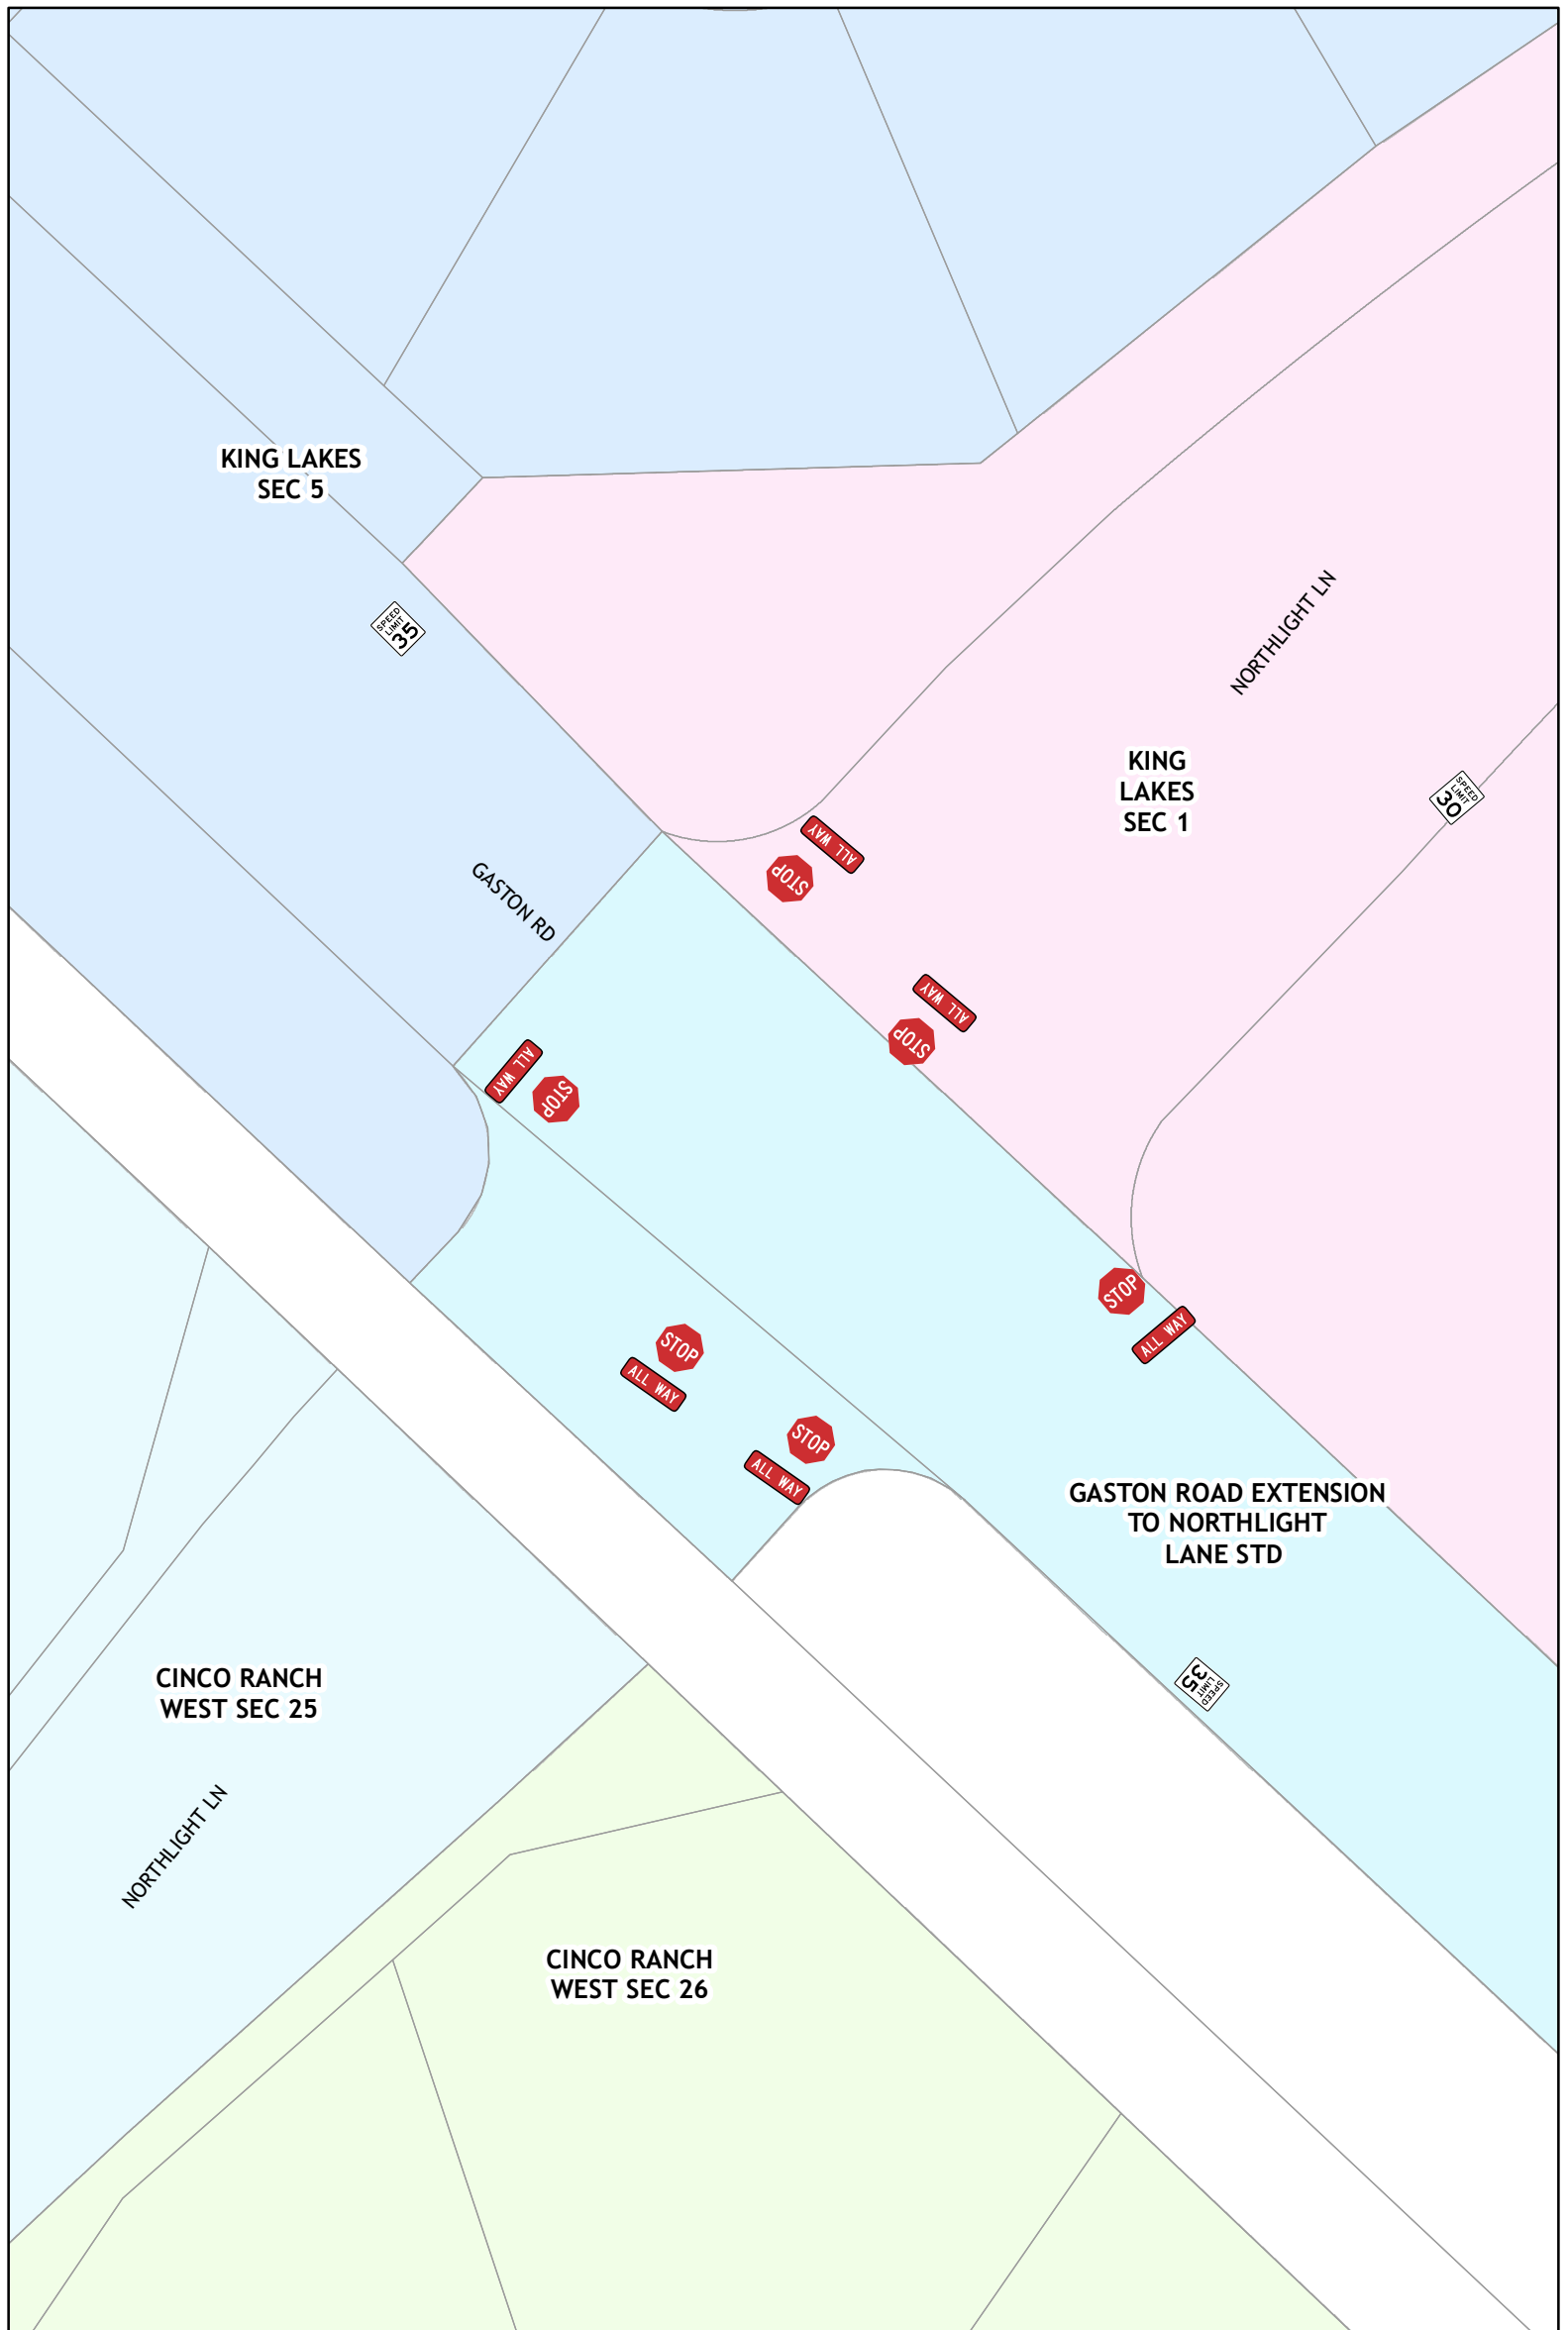 KING LAKES
SEC 5
SPEED
LIMIT
35
NORTHLIGHT LN
KING
LAKES
SEC 1
SPEED
LIMIT
30
ALL WAY
STOP
GASTON RD
ALL WAY
STOP
ALL WAY
STOP
STOP
ALL WAY
STOP
ALL WAY
STOP
ALL WAY
GASTON ROAD EXTENSION
TO NORTHLIGHT
LANE STD
SPEED
LIMIT
35
CINCO RANCH
WEST SEC 25
NORTHLIGHT LN
CINCO RANCH
WEST SEC 26